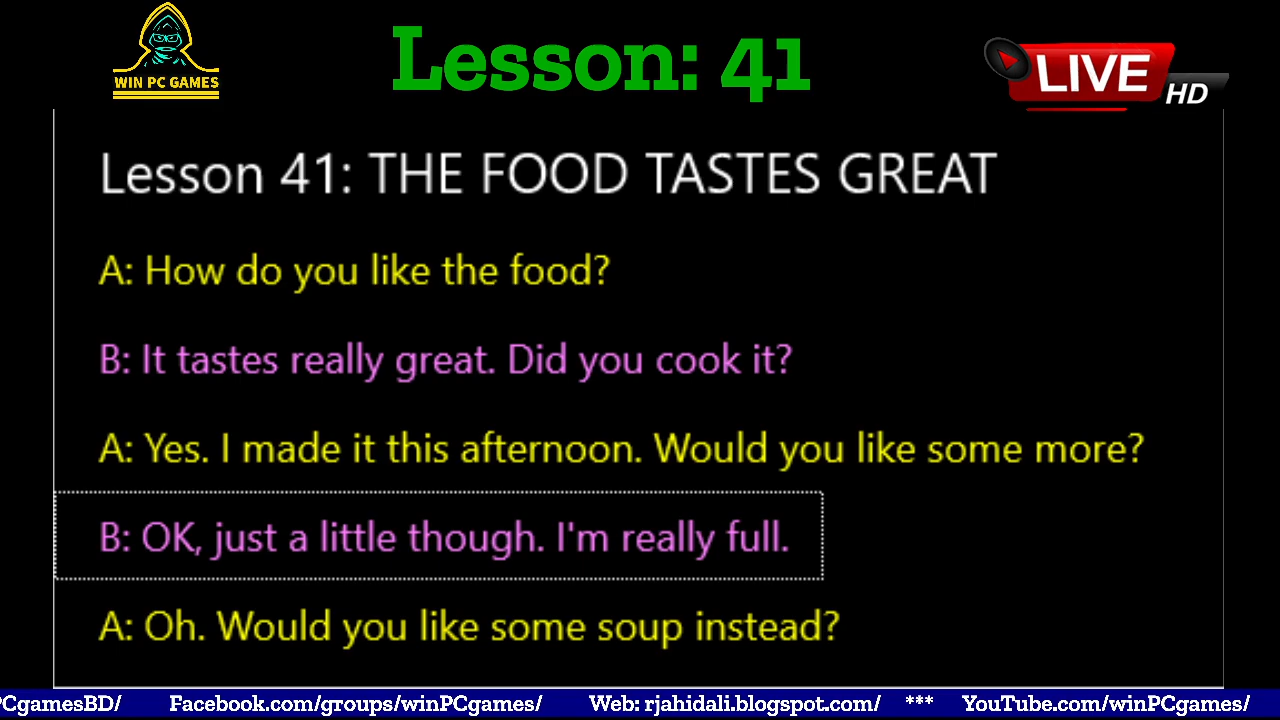 WIN PC GAMES
Lesson: 41
LIVE
HD
Lesson 41: THE FOOD TASTES GREAT
A: How do you like the food?
B: It tastes really great. Did you cook it?
A: Yes. I made it this afternoon. Would you like some more?
B: OK, just a little though. I'm really full.
A: Oh. Would you like some soup instead?
PCgamesBD/ Facebook.com/groups/winPCgames/ Web: rjahidali.blogspot.com/ *** YouTube.com/winPCgames/